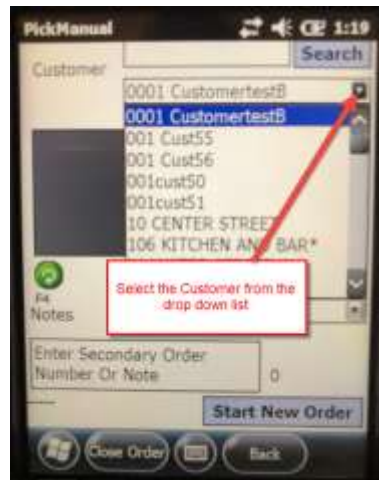 PickManual 1:19
Search
Customer
0001 CustomertestB
0001 CustomertestB
001 Cust55
001 Cust56
001cust50
001cust51
10 CENTER STREET
106 KITCHEN AND BAR*
Select the Customer from the
drop down list
F4
Notes
Enter Secondary Order
Number Or Note
0
Start New Order
Close Order
Back